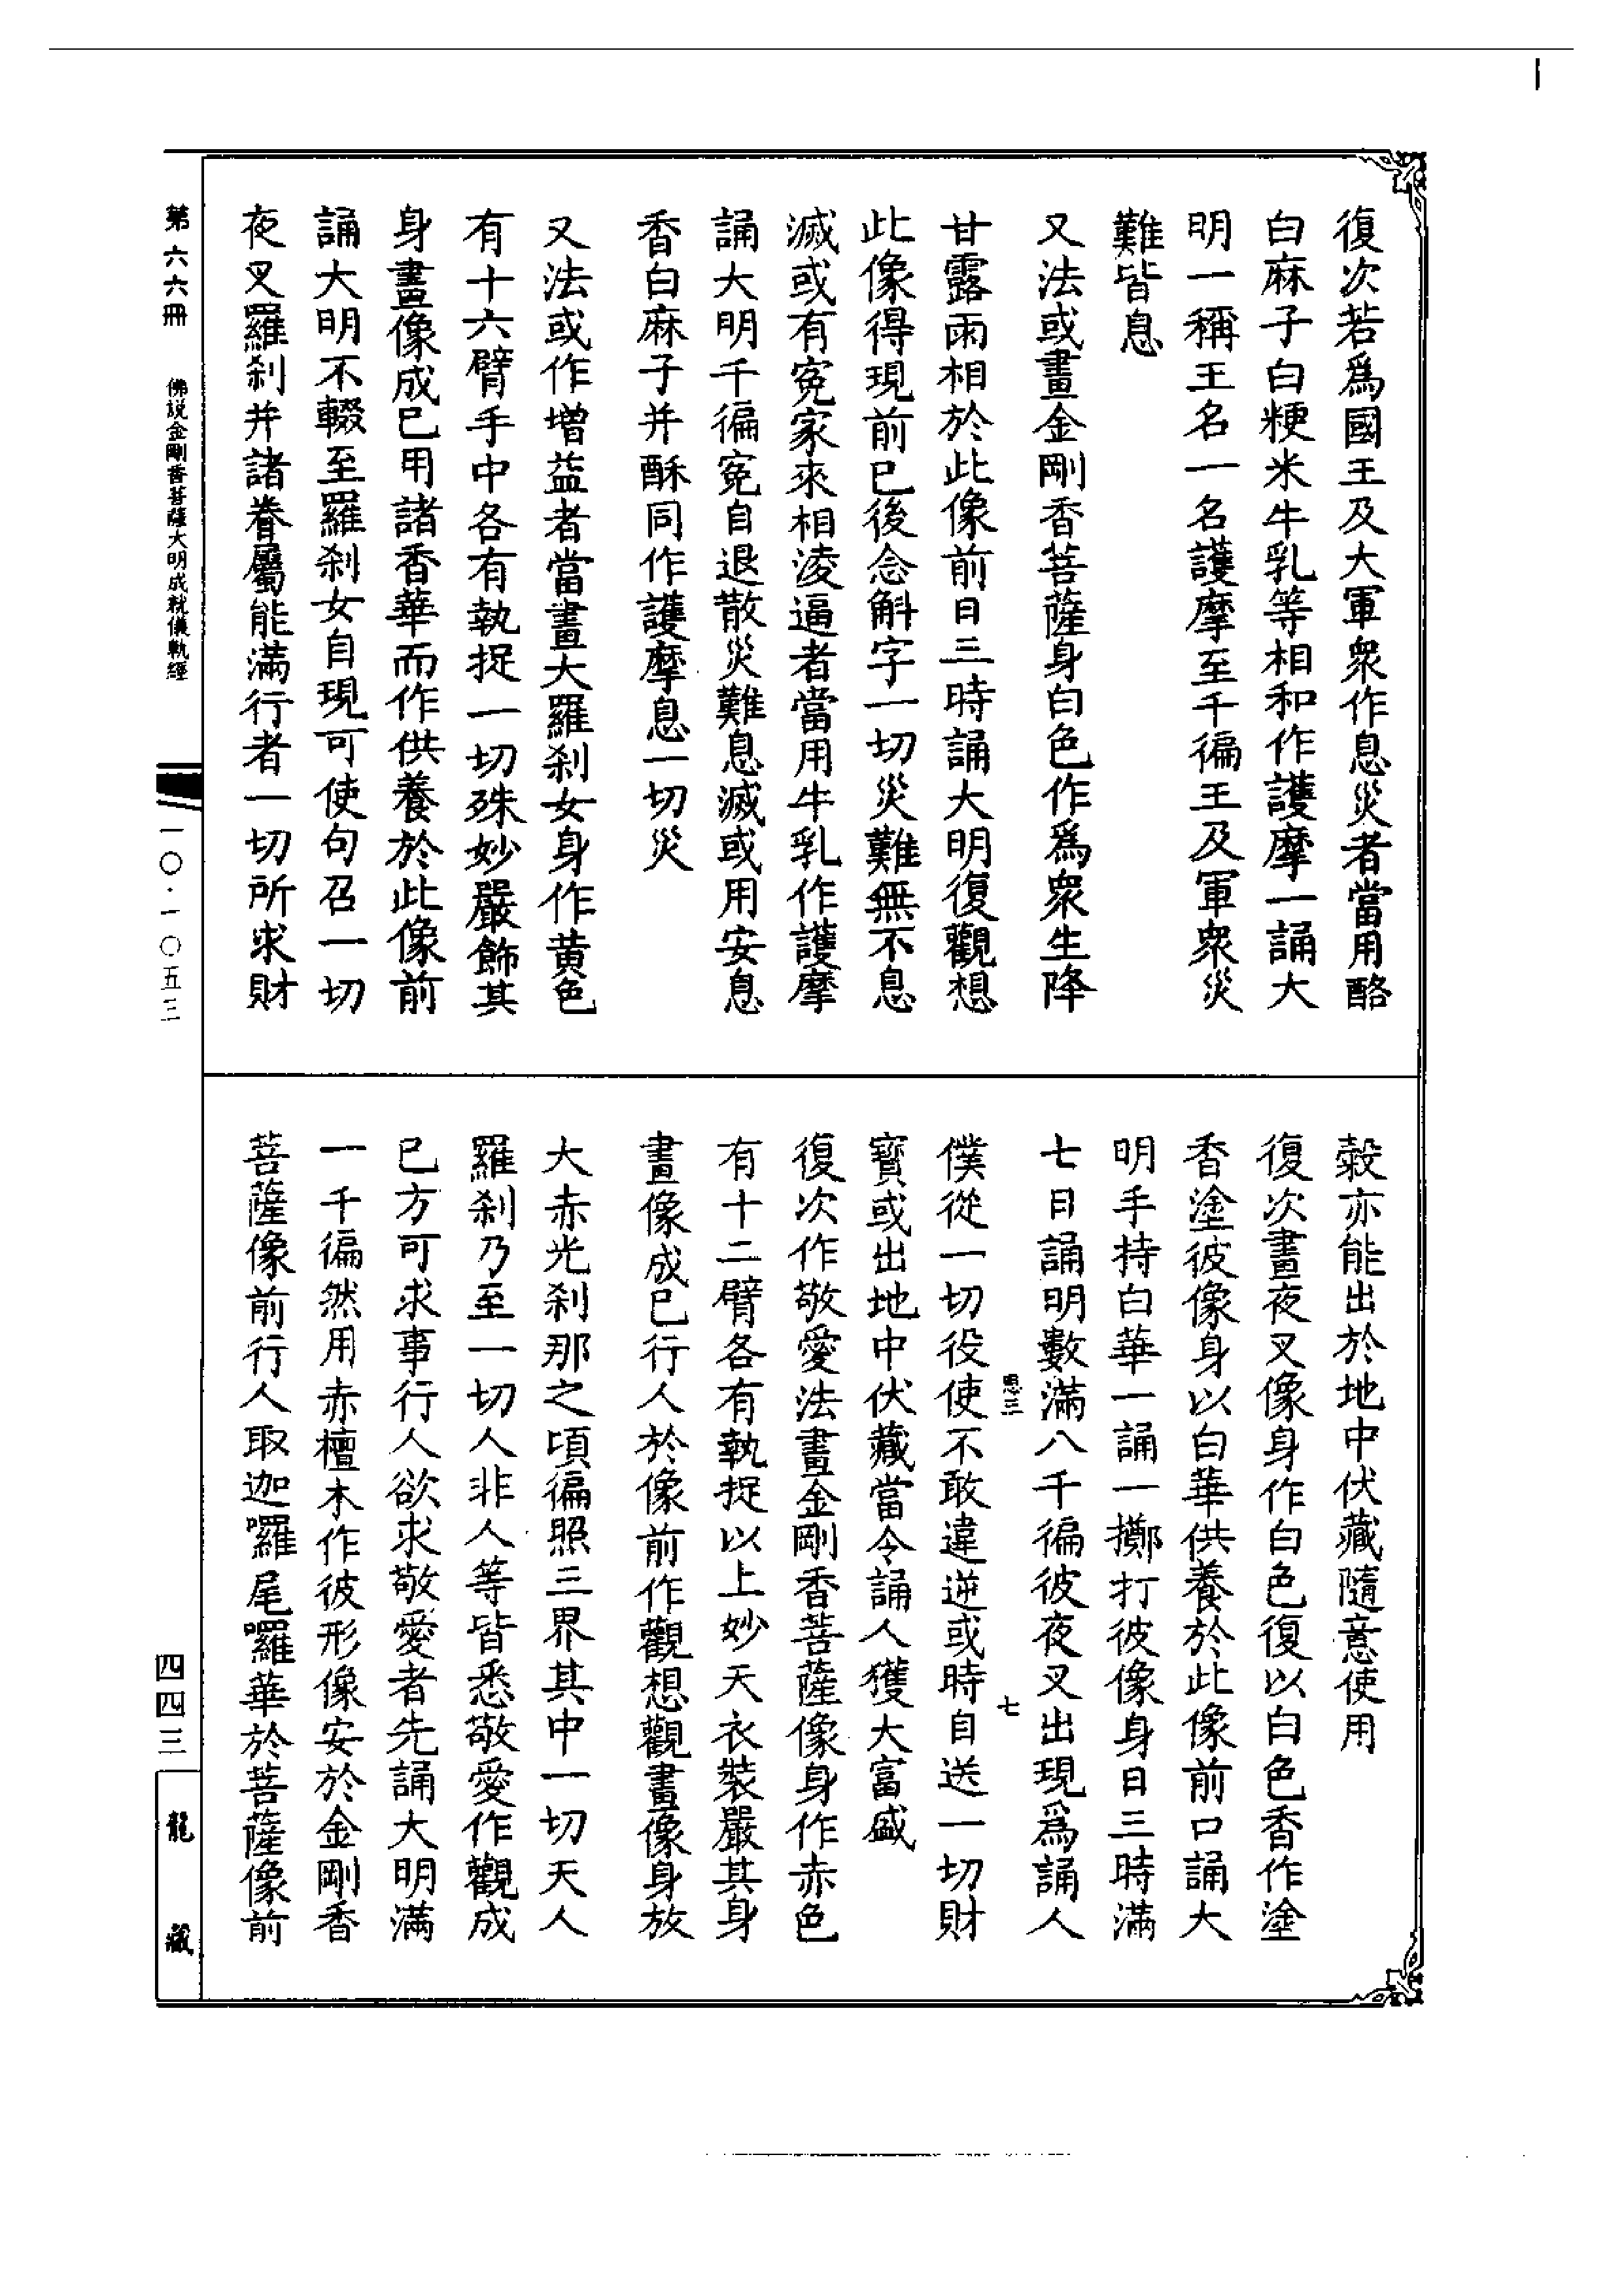 復次若爲國王及大軍衆作息災者當用酪
白麻子白粳米牛乳等相和作護摩一誦大
明一稱王名一名護摩至千徧王及軍衆災
難皆息
又法或畫金剛香菩薩身白色作爲衆生降
甘露雨相於此像前日三時誦大明復觀想
此像得現前已後念斛字一切災難無不息
滅或有寃家來相淩逼者當用牛乳作護摩
誦大明千徧寃自退散災難息滅或用安息
香白麻子并酥同作護摩息一切災
又法或作增益者當畫大羅刹女身作黄色
有十六臂手中各有執捉一切殊妙嚴飾其
身畫像成已用諸香華而作供養於此像前
誦大明不輟至羅刹女自現可使句召一切
夜叉羅刹并諸眷屬能滿行者一切所求財
穀亦能出於地中伏藏隨意使用
復次畫夜叉像身作白色復以白色香作塗
香塗彼像身以白華供養於此像前口誦大
明手持白華一誦一擲打彼像身日三時滿
七日誦明數滿八千徧彼夜叉出現爲誦人
思三 七
僕從一切役使不敢違逆或時自送一切財
寶或出地中伏藏當令誦人獲大富盛
復次作敬愛法畫金剛香菩薩像身作赤色
有十二臂各有執捉以上妙天衣裝嚴其身
畫像成已行人於像前作觀想觀畫像身放
大赤光刹那之頃徧照三界其中一切天人
羅刹乃至一切人非人等皆悉敬愛作觀成
已方可求事行人欲求敬愛者先誦大明滿
一千徧然用赤檀木作彼形像安於金剛香
菩薩像前行人取迦囉尾囉華於菩薩像前
第六六冊 佛説金剛香菩薩大明成就儀軌經
一〇·一〇五三
四四三
龍藏